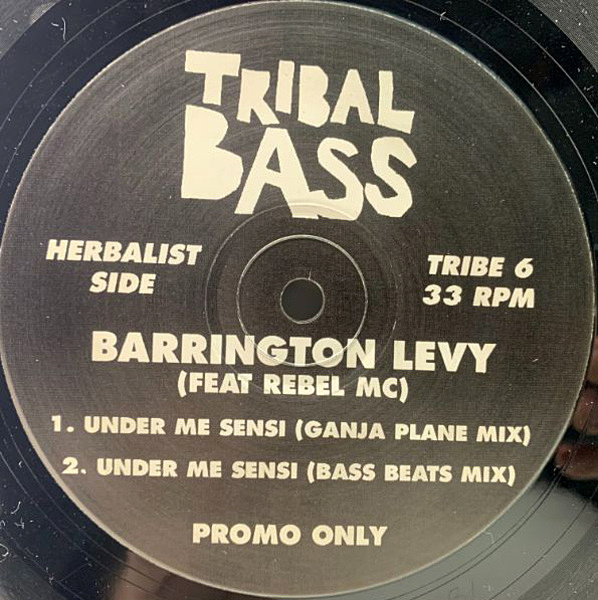 TRIBAL
BASS
HERBALIST
SIDE
TRIBE 6
33 RPM
BARRINGTON LEVY
(FEAT REBEL MC)
1. UNDER ME SENSI (GANJA PLANE MIX)
2. UNDER ME SENSI (BASS BEATS MIX)
PROMO ONLY